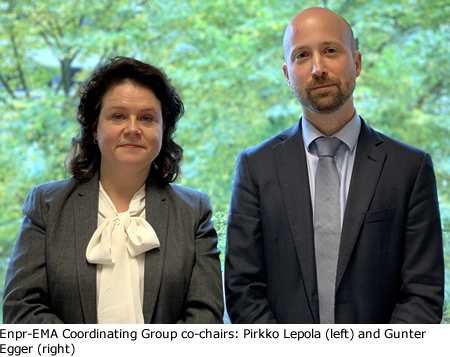 Enpr-EMA Coordinating Group co-chairs: Pirkko Lepola (left) and Gunter
Egger (right)